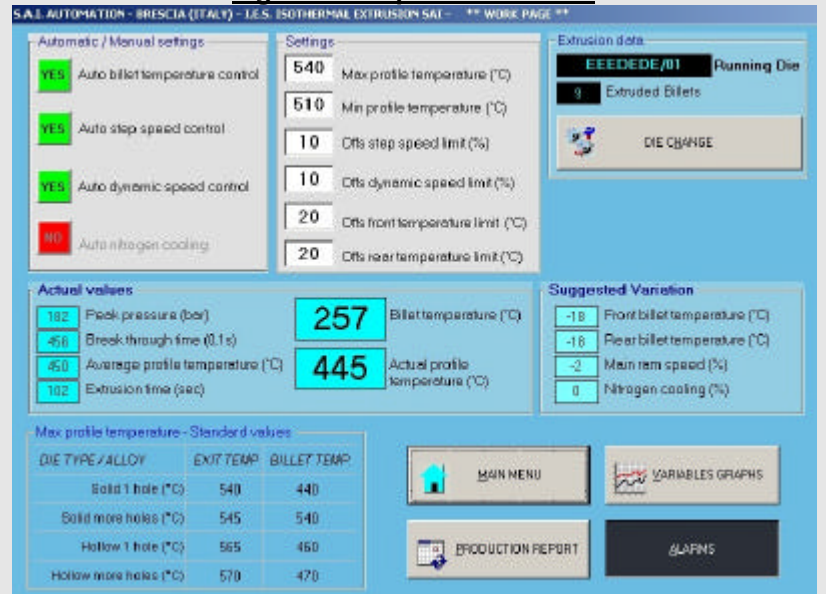 S.A.I. AUTOMATION - BRESCIA (ITALY) - I.E.S. ISOTHERMAL EXTRUSION SAI - ** WORK PAGE **
Automatic / Manual settings
YES Auto billet temperature control
YES Auto step speed control
YES Auto dynamic speed control
NO Auto nitrogen cooling
Settings
540 Max profile temperature (°C)
510 Min profile temperature (°C)
10 Offs step speed limit (%)
10 Offs dynamic speed limit (%)
20 Offs front temperature limit (°C)
20 Offs rear temperature limit (°C)
Extrusion data
EEEDEDE/01 Running Die
9 Extruded Billets
DIE CHANGE
Actual values
182 Peak pressure (bar)
456 Break through time (0.1s)
450 Average profile temperature (°C)
102 Extrusion time (sec)
257 Billet temperature (°C)
445 Actual profile
temperature (°C)
Suggested Variation
-18 Front billet temperature (°C)
-18 Rear billet temperature (°C)
-2 Main ram speed (%)
0 Nitrogen cooling (%)
Max profile temperature - Standard values
DIE TYPE / ALLOY EXIT TEMP BILLET TEMP.
Solid 1 hole (°C) 540 440
Solid more holes (°C) 545 540
Hollow 1 hole (°C) 565 460
Hollow more holes (°C) 570 470
MAIN MENU
VARIABLES GRAPHS
PRODUCTION REPORT
ALARMS